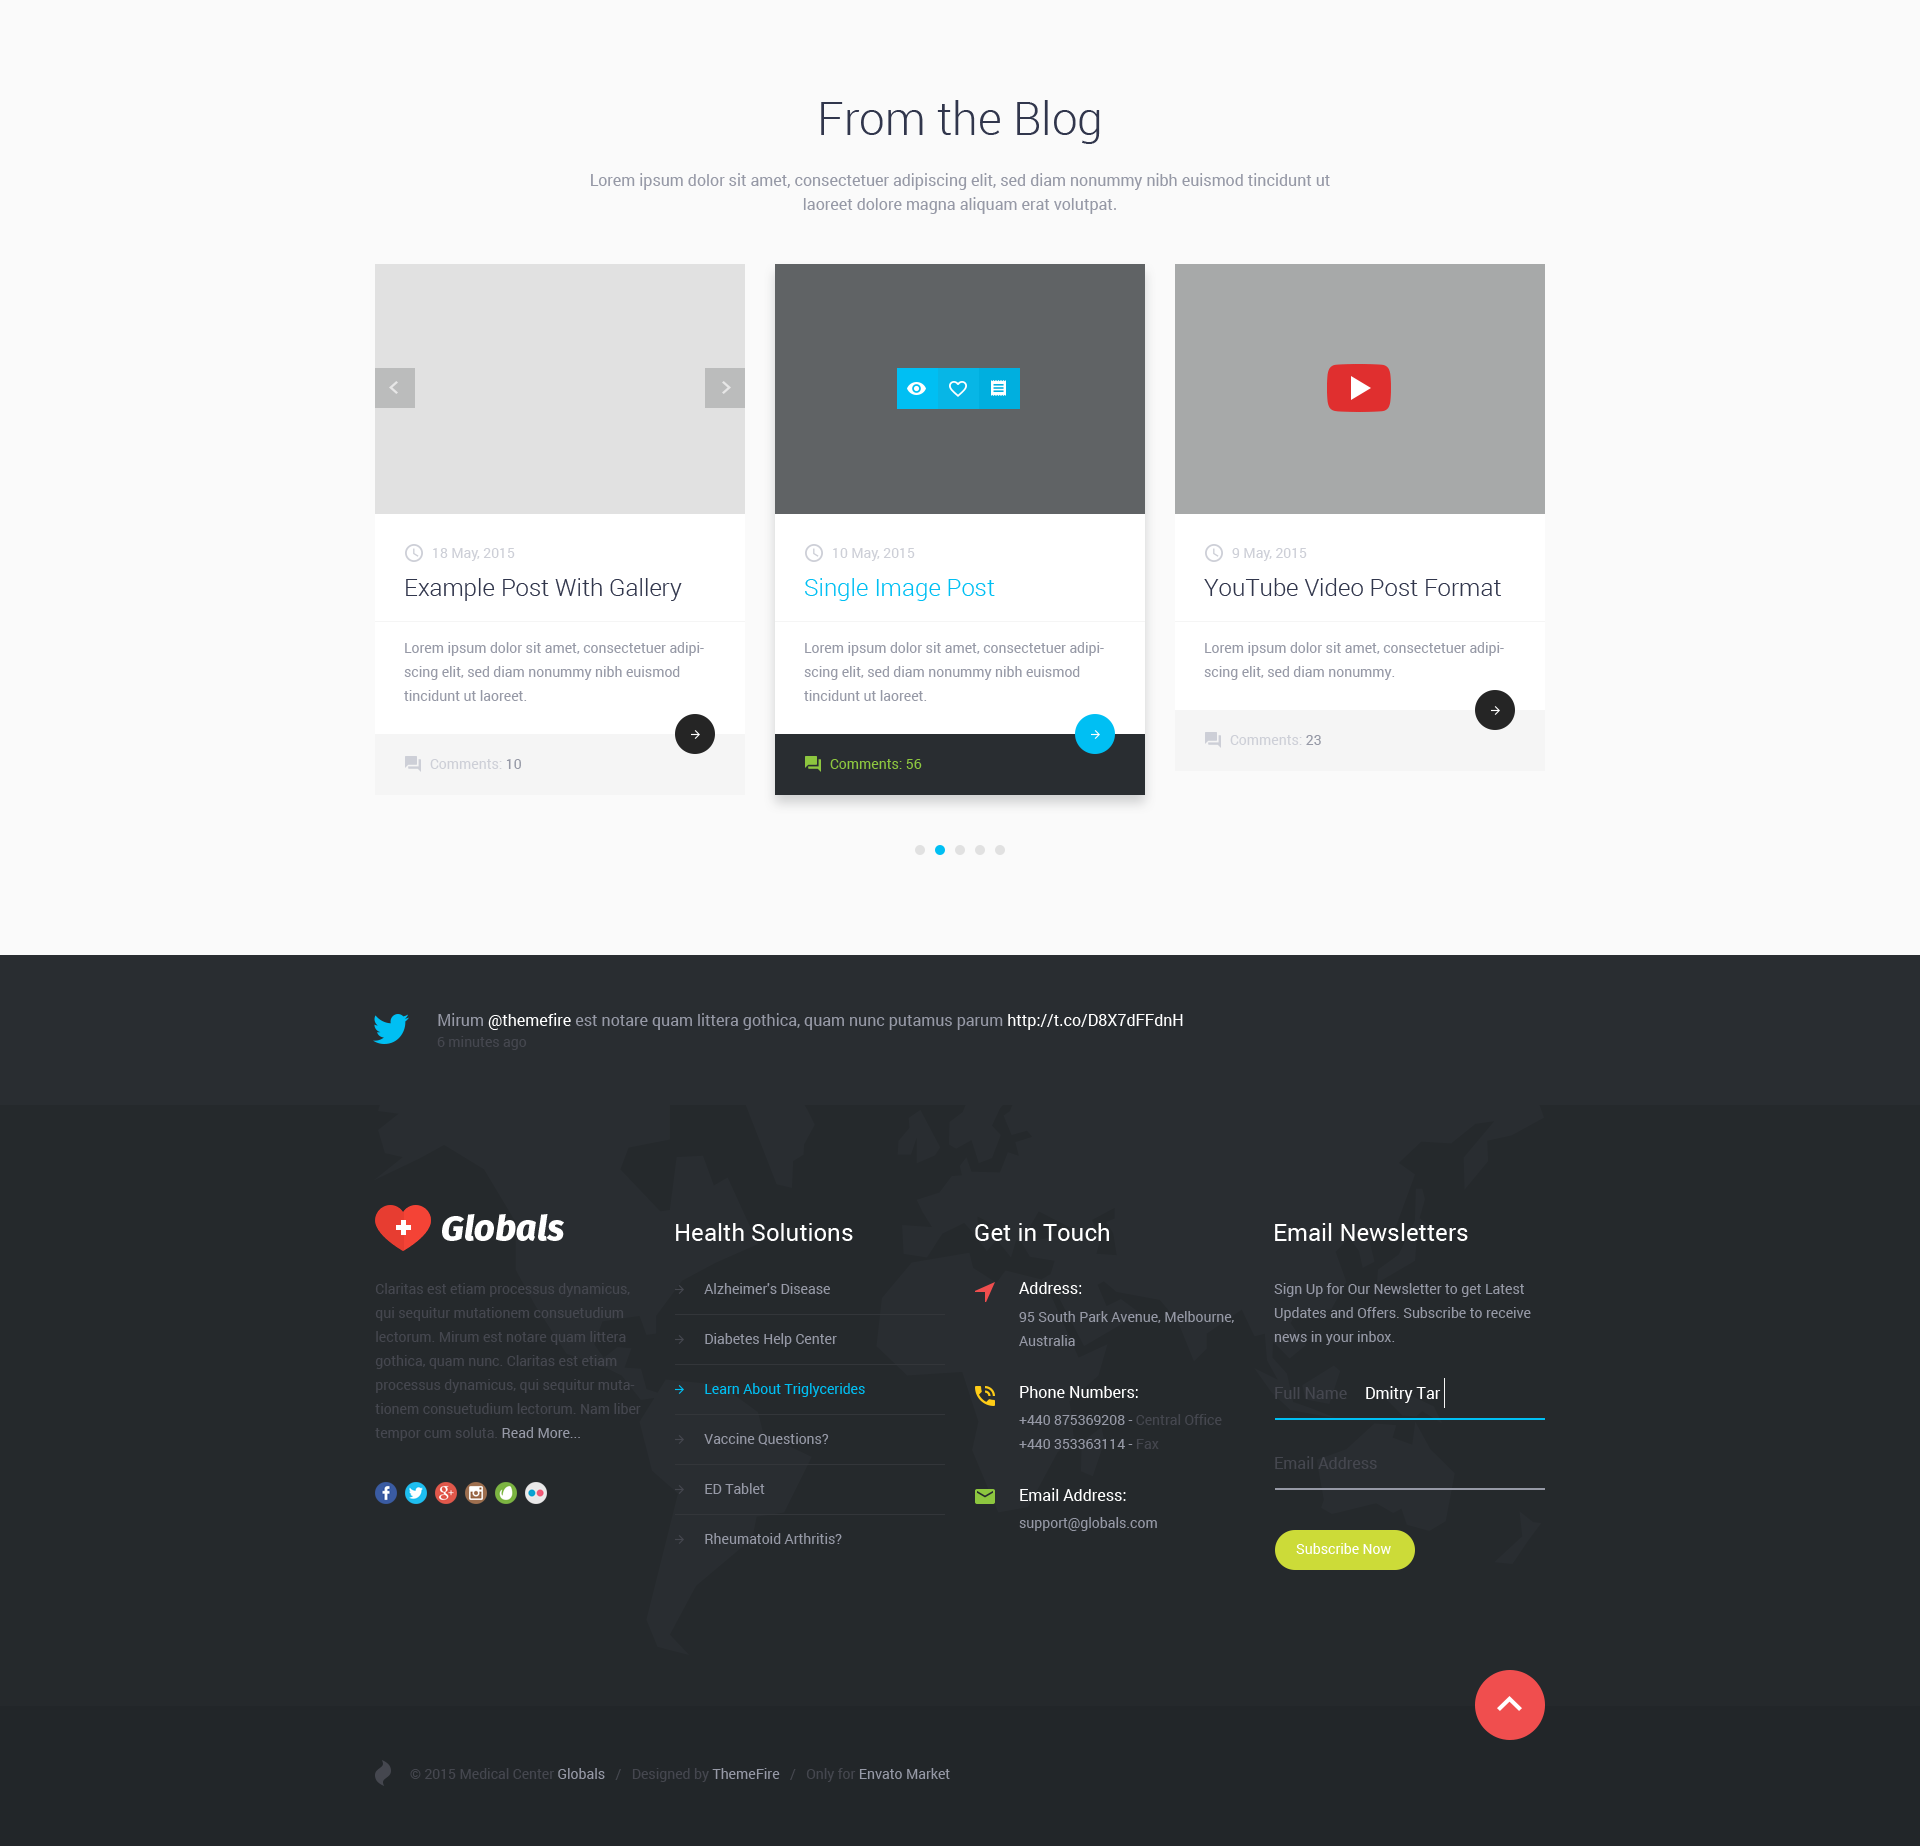 From the Blog
Lorem ipsum dolor sit amet, consectetuer adipiscing elit, sed diam nonummy nibh euismod tincidunt ut
laoreet dolore magna aliquam erat volutpat.
18 May, 2015
Example Post With Gallery
Lorem ipsum dolor sit amet, consectetuer adipi-
scing elit, sed diam nonummy nibh euismod
tincidunt ut laoreet.
Comments: 10
10 May, 2015
Single Image Post
Lorem ipsum dolor sit amet, consectetuer adipi-
scing elit, sed diam nonummy nibh euismod
tincidunt ut laoreet.
Comments: 56
9 May, 2015
YouTube Video Post Format
Lorem ipsum dolor sit amet, consectetuer adipi-
scing elit, sed diam nonummy.
Comments: 23
Mirum @themefire est notare quam littera gothica, quam nunc putamus parum http://t.co/D8X7dFFdnH
6 minutes ago
Globals
Claritas est etiam processus dynamicus,
qui sequitur mutationem consuetudium
lectorum. Mirum est notare quam littera
gothica, quam nunc. Claritas est etiam
processus dynamicus, qui sequitur muta-
tionem consuetudium lectorum. Nam liber
tempor cum soluta. Read More...
Health Solutions
Alzheimer's Disease
Diabetes Help Center
Learn About Triglycerides
Vaccine Questions?
ED Tablet
Rheumatoid Arthritis?
Get in Touch
Address:
95 South Park Avenue, Melbourne,
Australia
Phone Numbers:
+440 875369208 - Central Office
+440 353363114 - Fax
Email Address:
support@globals.com
Email Newsletters
Sign Up for Our Newsletter to get Latest
Updates and Offers. Subscribe to receive
news in your inbox.
Full Name Dmitry Tar
Email Address
Subscribe Now
© 2015 Medical Center Globals / Designed by ThemeFire / Only for Envato Market